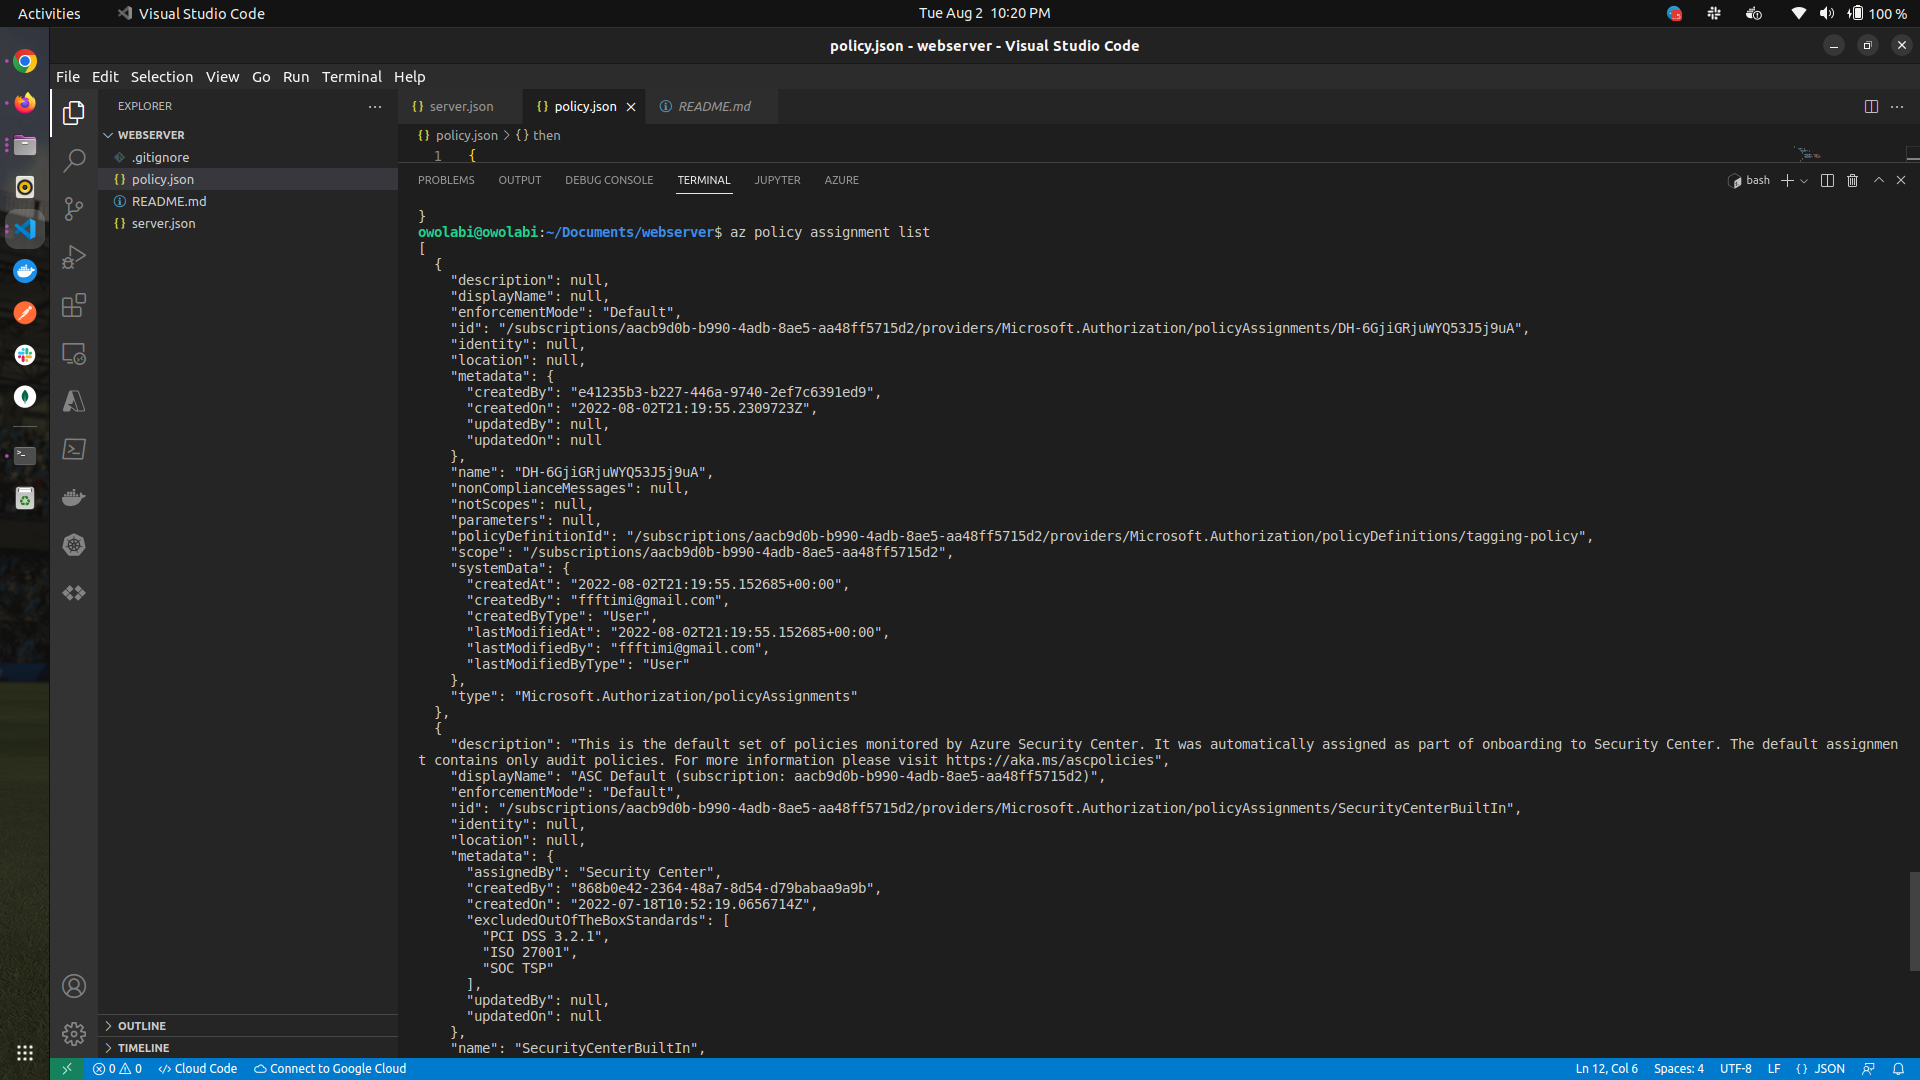 Activities
Visual Studio Code
Tue Aug 2 10:20 PM
100 %
policy.json - webserver - Visual Studio Code
File Edit Selection View Go Run Terminal Help
EXPLORER
WEBSERVER
.gitignore
{} policy.json
README.md
{} server.json
OUTLINE
TIMELINE
{} server.json
{} policy.json
README.md
{} policy.json > {} then
1 {
PROBLEMS OUTPUT DEBUG CONSOLE TERMINAL JUPYTER AZURE
bash
}
owolabi@owolabi:~/Documents/webserver$ az policy assignment list
[
  {
    "description": null,
    "displayName": null,
    "enforcementMode": "Default",
    "id": "/subscriptions/aacb9d0b-b990-4adb-8ae5-aa48ff5715d2/providers/Microsoft.Authorization/policyAssignments/DH-6GjiGRjuWYQ53J5j9uA",
    "identity": null,
    "location": null,
    "metadata": {
      "createdBy": "e41235b3-b227-446a-9740-2ef7c6391ed9",
      "createdOn": "2022-08-02T21:19:55.2309723Z",
      "updatedBy": null,
      "updatedOn": null
    },
    "name": "DH-6GjiGRjuWYQ53J5j9uA",
    "nonComplianceMessages": null,
    "notScopes": null,
    "parameters": null,
    "policyDefinitionId": "/subscriptions/aacb9d0b-b990-4adb-8ae5-aa48ff5715d2/providers/Microsoft.Authorization/policyDefinitions/tagging-policy",
    "scope": "/subscriptions/aacb9d0b-b990-4adb-8ae5-aa48ff5715d2",
    "systemData": {
      "createdAt": "2022-08-02T21:19:55.152685+00:00",
      "createdBy": "ffftimi@gmail.com",
      "createdByType": "User",
      "lastModifiedAt": "2022-08-02T21:19:55.152685+00:00",
      "lastModifiedBy": "ffftimi@gmail.com",
      "lastModifiedByType": "User"
    },
    "type": "Microsoft.Authorization/policyAssignments"
  },
  {
    "description": "This is the default set of policies monitored by Azure Security Center. It was automatically assigned as part of onboarding to Security Center. The default assignmen
t contains only audit policies. For more information please visit https://aka.ms/ascpolicies",
    "displayName": "ASC Default (subscription: aacb9d0b-b990-4adb-8ae5-aa48ff5715d2)",
    "enforcementMode": "Default",
    "id": "/subscriptions/aacb9d0b-b990-4adb-8ae5-aa48ff5715d2/providers/Microsoft.Authorization/policyAssignments/SecurityCenterBuiltIn",
    "identity": null,
    "location": null,
    "metadata": {
      "assignedBy": "Security Center",
      "createdBy": "868b0e42-2364-48a7-8d54-d79babaa9a9b",
      "createdOn": "2022-07-18T10:52:19.0656714Z",
      "excludedOutOfTheBoxStandards": [
        "PCI DSS 3.2.1",
        "ISO 27001",
        "SOC TSP"
      ],
      "updatedBy": null,
      "updatedOn": null
    },
    "name": "SecurityCenterBuiltIn",
0 0 Cloud Code Connect to Google Cloud
Ln 12, Col 6 Spaces: 4 UTF-8 LF {} JSON